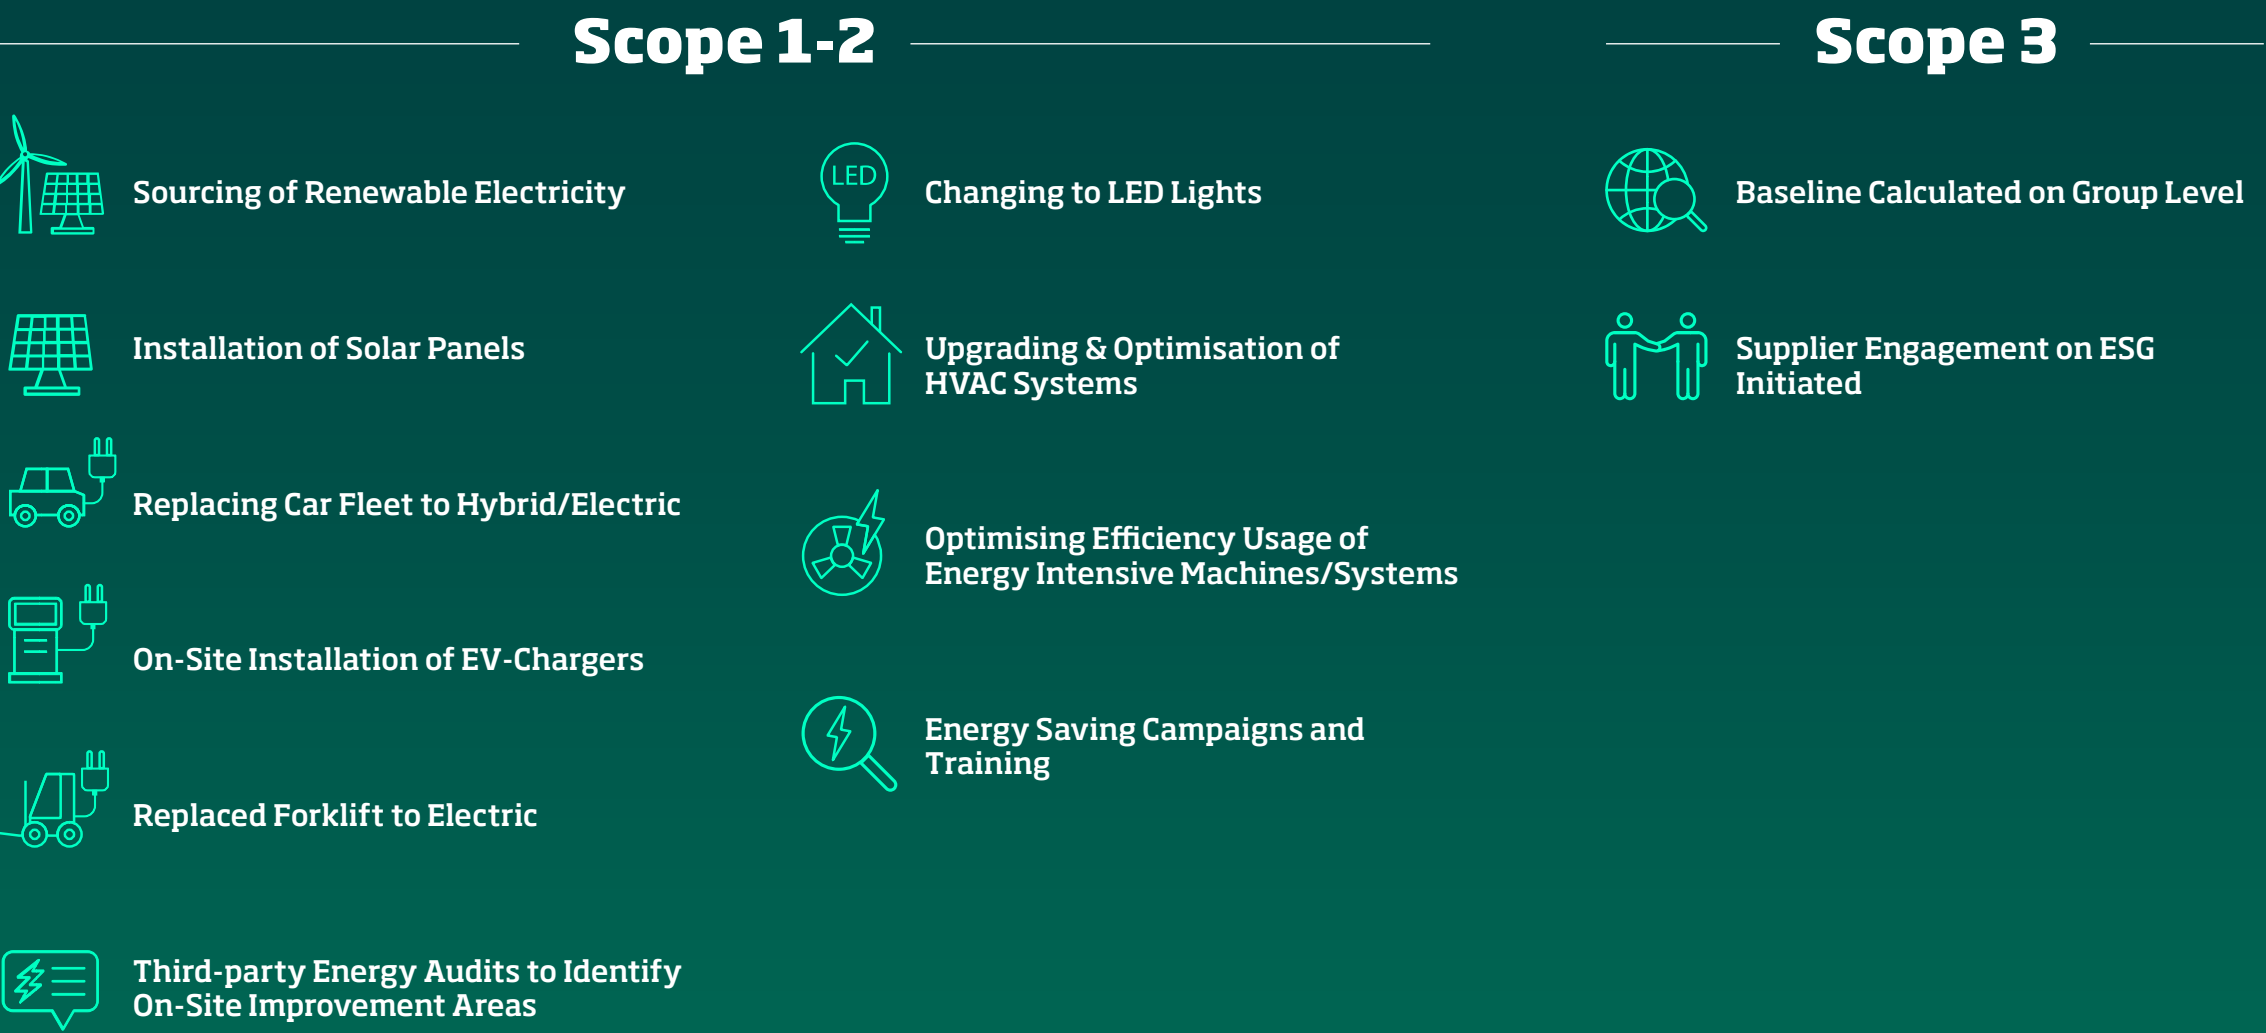 Scope 1-2
Sourcing of Renewable Electricity
Installation of Solar Panels
Replacing Car Fleet to Hybrid/Electric
On-Site Installation of EV-Chargers
Replaced Forklift to Electric
Third-party Energy Audits to Identify
On-Site Improvement Areas
LED
Changing to LED Lights
Upgrading & Optimisation of
HVAC Systems
Optimising Efficiency Usage of
Energy Intensive Machines/Systems
Energy Saving Campaigns and
Training
Scope 3
Baseline Calculated on Group Level
Supplier Engagement on ESG
Initiated